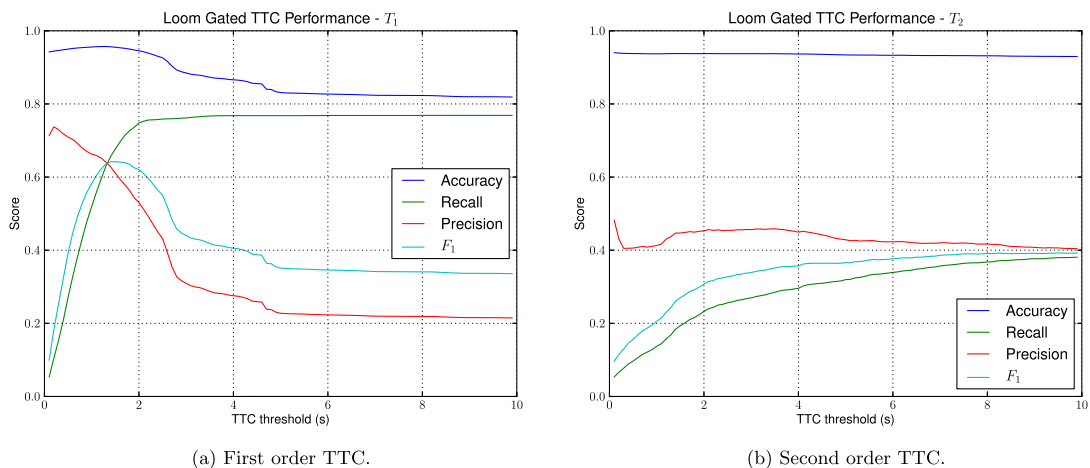 Loom Gated TTC Performance - T₁
1.0
0.8
0.6
0.4
0.2
0.0
Score
0 2 4 6 8 10
TTC threshold (s)
Accuracy
Recall
Precision
F₁
(a) First order TTC.
Loom Gated TTC Performance - T₂
1.0
0.8
0.6
0.4
0.2
0.0
Score
0 2 4 6 8 10
TTC threshold (s)
Accuracy
Recall
Precision
F₁
(b) Second order TTC.